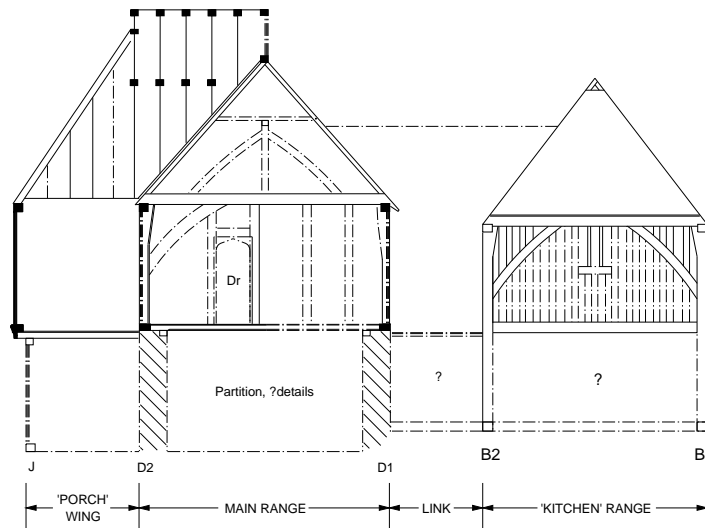 Dr
Partition, ?details
?
?
J
D2
D1
B2
B
'PORCH'
WING
MAIN RANGE
LINK
'KITCHEN' RANGE